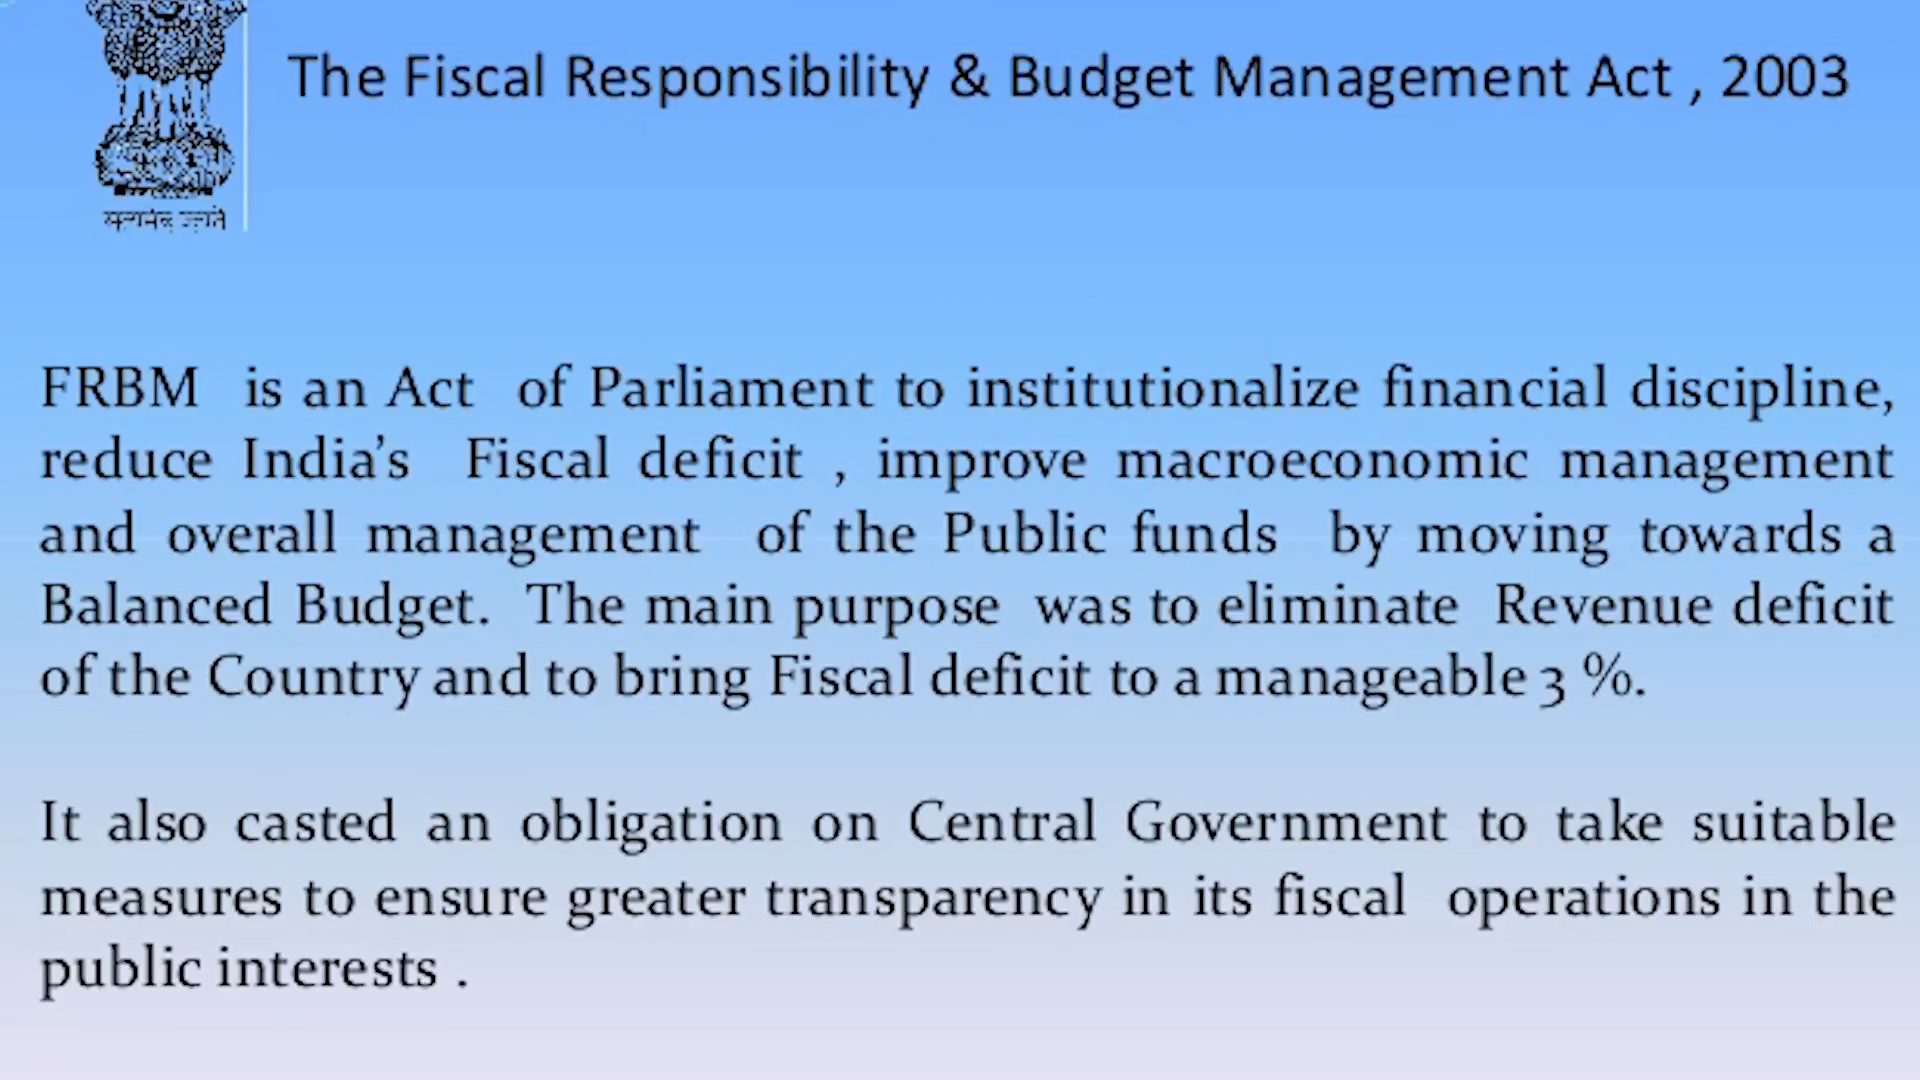 The Fiscal Responsibility & Budget Management Act , 2003
सत्यमेव जयते
FRBM is an Act of Parliament to institutionalize financial discipline,
reduce India’s Fiscal deficit , improve macroeconomic management
and overall management of the Public funds by moving towards a
Balanced Budget. The main purpose was to eliminate Revenue deficit
of the Country and to bring Fiscal deficit to a manageable 3 %.
It also casted an obligation on Central Government to take suitable
measures to ensure greater transparency in its fiscal operations in the
public interests .